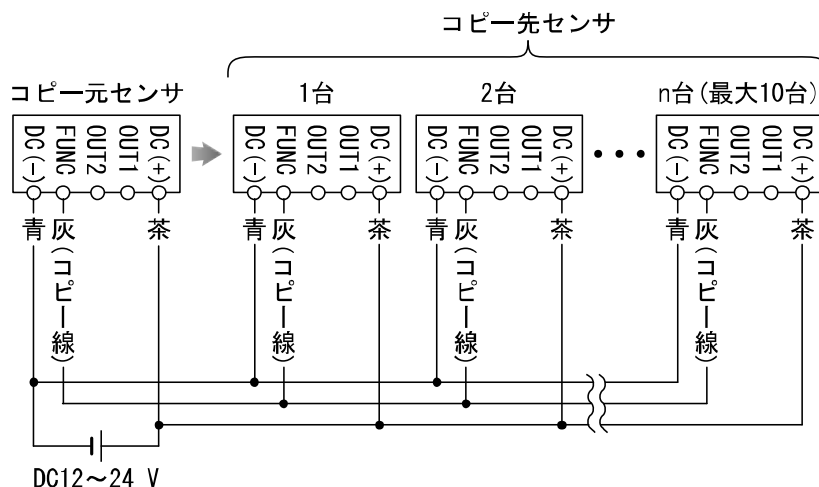 コピー先センサ
コピー元センサ 1台 2台 n台(最大10台)
DC(-) FUNC OUT2 OUT1 DC(+) DC(-) FUNC OUT2 OUT1 DC(+) DC(-) FUNC OUT2 OUT1 DC(+) ••• DC(-) FUNC OUT2 OUT1 DC(+)
青 灰(コピー線) 茶 青 灰(コピー線) 茶 青 灰(コピー線) 茶 青 灰(コピー線) 茶
DC12～24 V